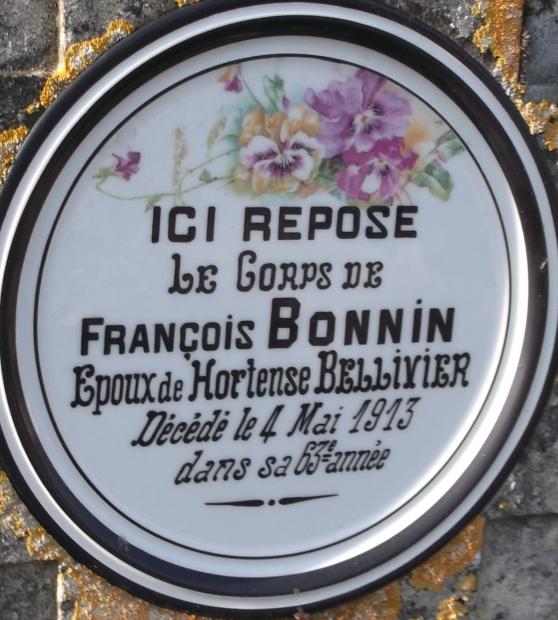 ICI REPOSE
LE CORPS DE
FRANÇOIS BONNIN
Epoux de Hortense BELLIVIER
Décédé le 4 Mai 1913
dans sa 63e année